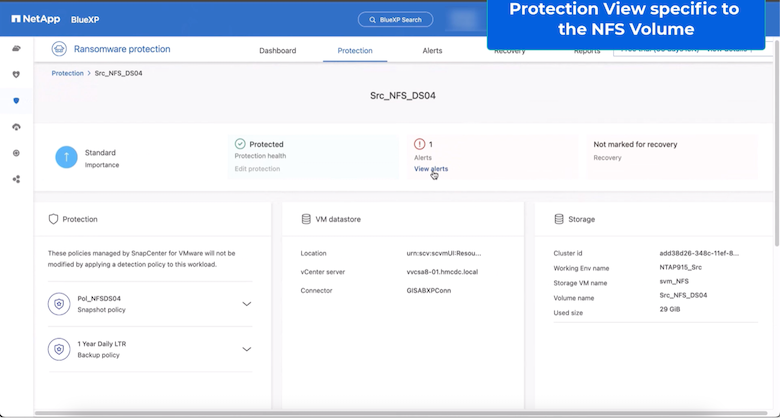 NetApp
BlueXP
BlueXP Search
Protection View specific to
the NFS Volume
Ransomware protection
Dashboard
Protection
Alerts
Recovery
Reports
Protection > Src_NFS_DS04
Src_NFS_DS04
Standard
Importance
Protected
Protection health
Edit protection
1
Alerts
View alerts
Not marked for recovery
Recovery
Protection
These policies managed by SnapCenter for VMware will not be
modified by applying a detection policy to this workload.
Pol_NFSDS04
Snapshot policy
1 Year Daily LTR
Backup policy
VM datastore
Location urn:scv:scvmUI:Resou...
vCenter server vvcsa8-01.hmcdc.local
Connector GISABXPConn
Storage
Cluster id add38d26-348c-11ef-8...
Working Env name NTAP915_Src
Storage VM name svm_NFS
Volume name Src_NFS_DS04
Used size 29 GiB